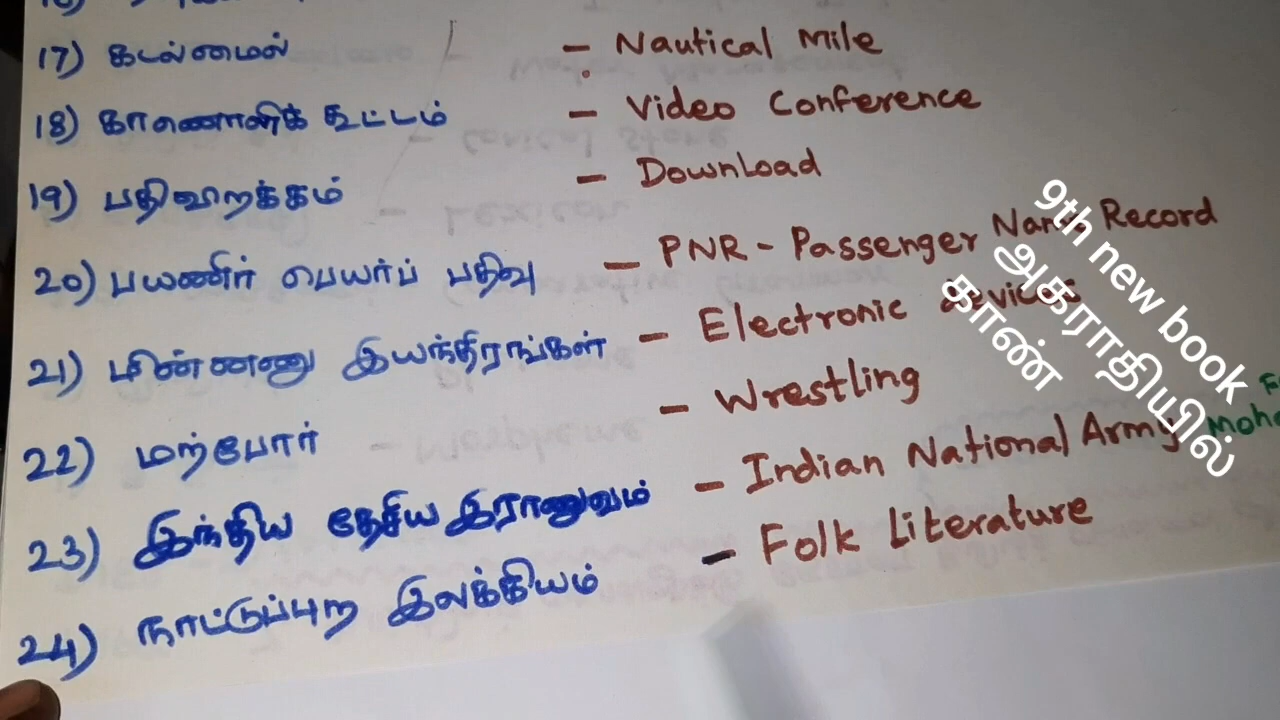 17) கடல்மைல் - Nautical Mile
18) காணொலிக் கூட்டம் - Video Conference
19) பதிவிறக்கம் - Download
20) பயணிர் பெயர்ப் பதிவு - PNR - Passenger Name Record
21) மின்னணு இயந்திரங்கள் - Electronic devices
22) மற்போர் - Wrestling
23) இந்திய தேசிய இராணுவம் - Indian National Army
24) நாட்டுப்புற இலக்கியம் - Folk Literature
9th new book
அகராதியில்
காண்